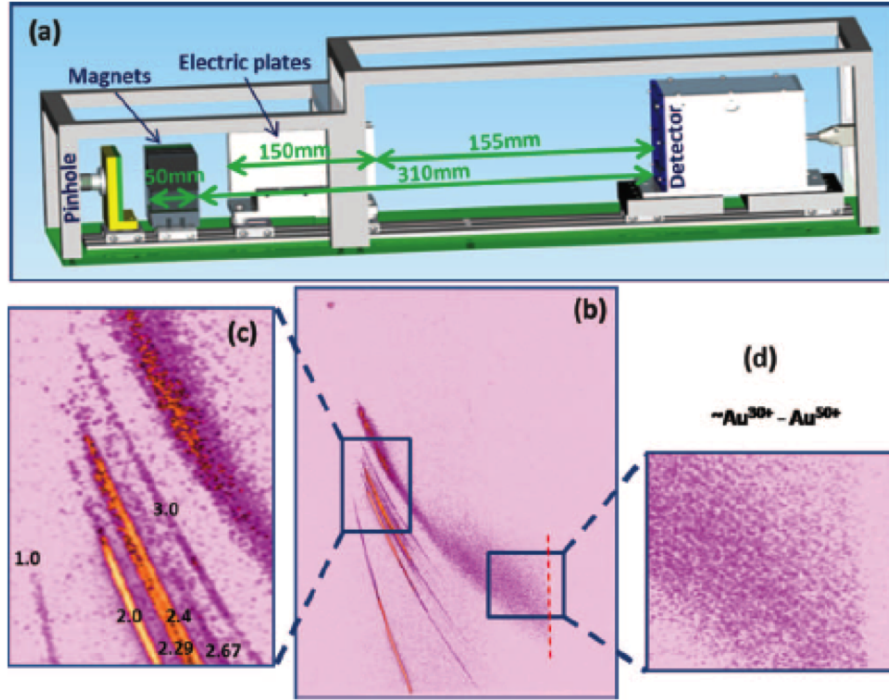 (a)
Electric plates
Magnets
Pinhole
50mm
150mm
155mm
310mm
Detector
(c)
1.0
2.0
2.29
2.4
2.67
3.0
(b)
(d)
~Au³⁰⁺ - Au⁵⁰⁺